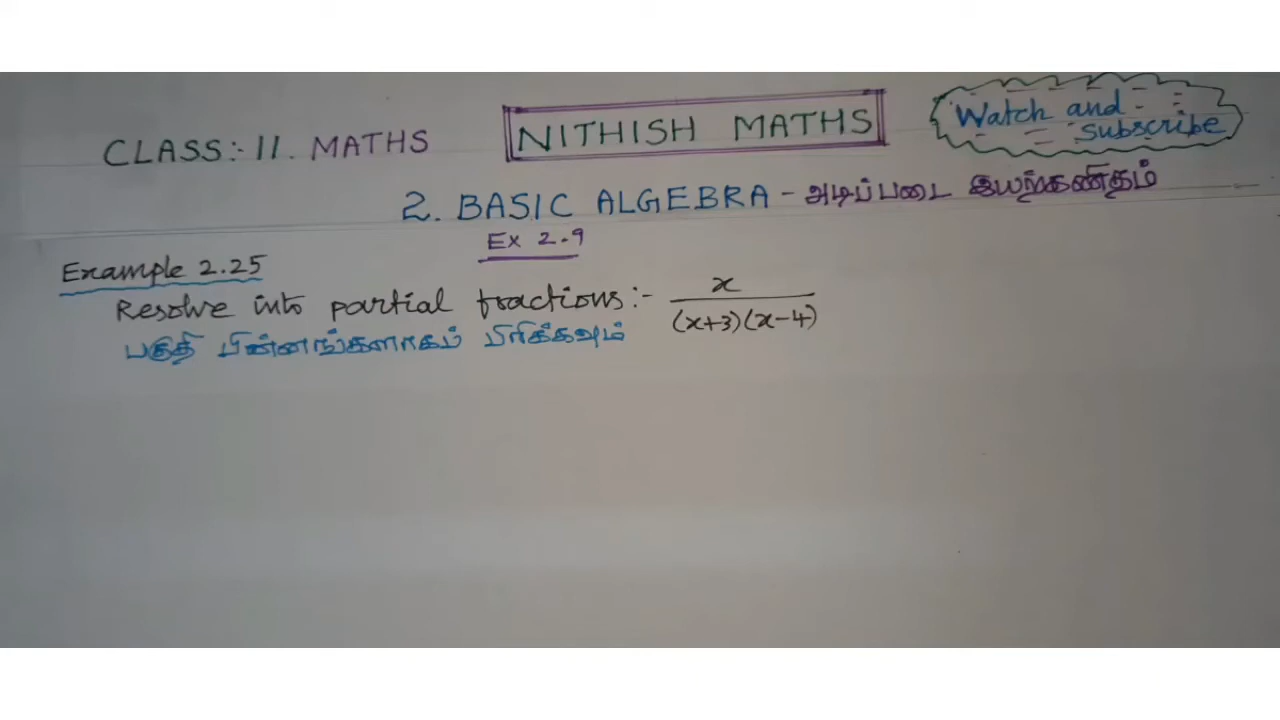 CLASS:- 11. MATHS
NITHISH MATHS
Watch and
Subscribe
2. BASIC ALGEBRA - அடிப்படை இயற்கணிதம்
Ex 2.9
Example 2.25
Resolve into partial fractions:- x / (x+3)(x-4)
பகுதி பின்னங்களாகப் பிரிக்கவும்